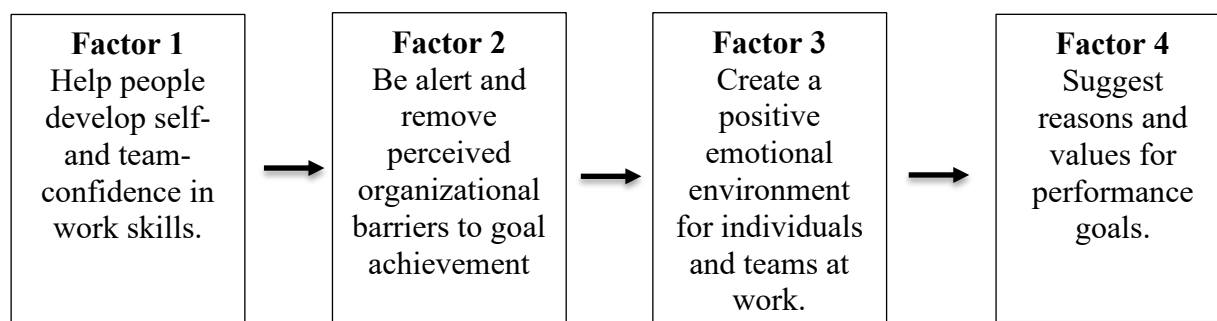 Factor 1
Help people
develop self-
and team-
confidence in
work skills.
Factor 2
Be alert and
remove
perceived
organizational
barriers to goal
achievement
Factor 3
Create a
positive
emotional
environment
for individuals
and teams at
work.
Factor 4
Suggest
reasons and
values for
performance
goals.